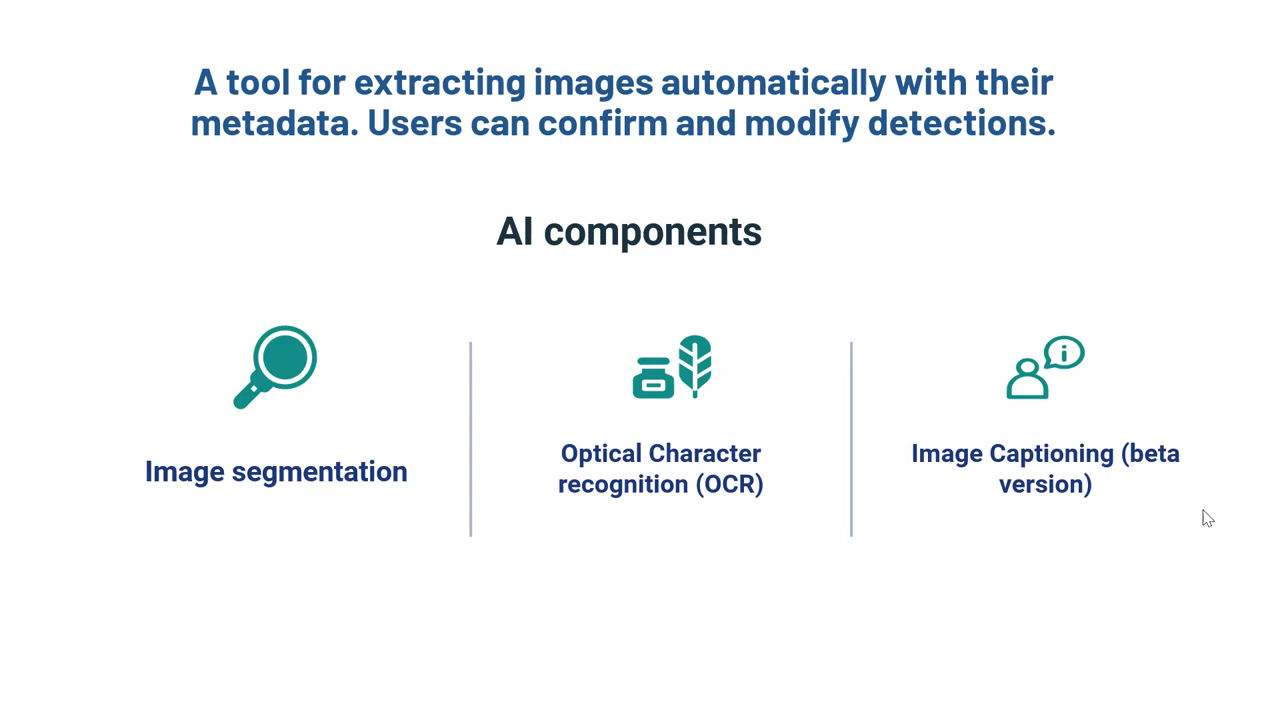 A tool for extracting images automatically with their
metadata. Users can confirm and modify detections.
AI components
Image segmentation
Optical Character
recognition (OCR)
Image Captioning (beta
version)